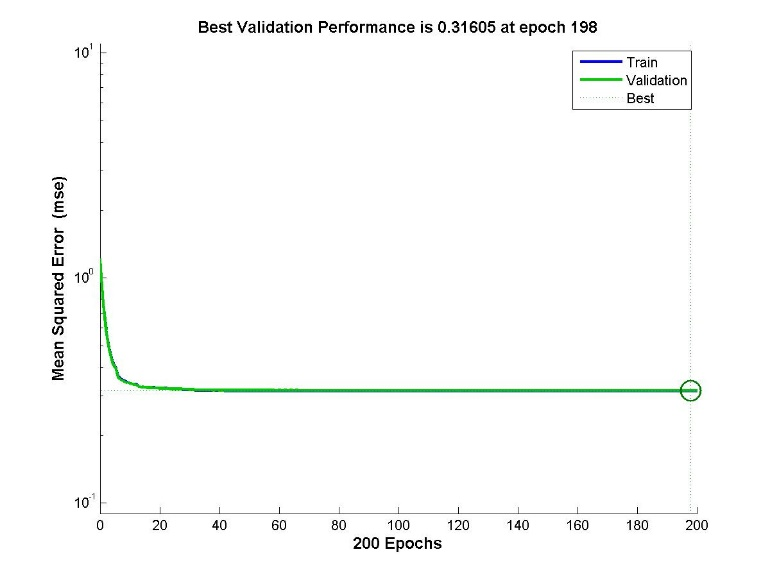 Best Validation Performance is 0.31605 at epoch 198
Train
Validation
Best
Mean Squared Error (mse)
10^1
10^0
10^-1
0 20 40 60 80 100 120 140 160 180 200
200 Epochs